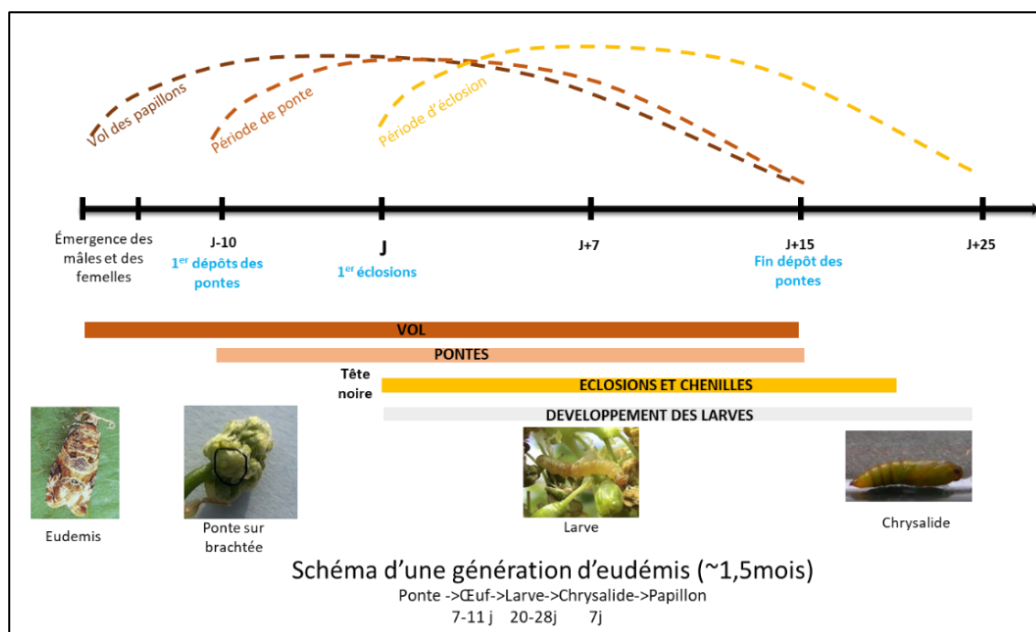 Vol des papillons
Période de ponte
Période d'éclosion
Émergence des
mâles et des
femelles
J-10
1er dépôts des
pontes
J
1er éclosions
J+7
J+15
Fin dépôt des
pontes
J+25
VOL
PONTES
Tête
noire
ECLOSIONS ET CHENILLES
DEVELOPPEMENT DES LARVES
Eudemis
Ponte sur
brachtée
Larve
Chrysalide
Schéma d'une génération d'eudémis (~1,5mois)
Ponte ->Œuf->Larve->Chrysalide->Papillon
7-11 j 20-28j 7j